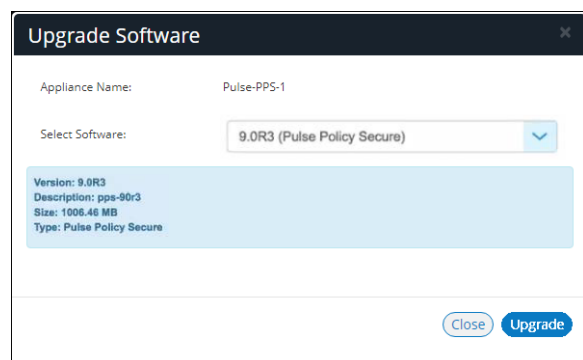 Upgrade Software
Appliance Name: Pulse-PPS-1
Select Software: 9.0R3 (Pulse Policy Secure)
Version: 9.0R3
Description: pps-90r3
Size: 1006.46 MB
Type: Pulse Policy Secure
Close Upgrade